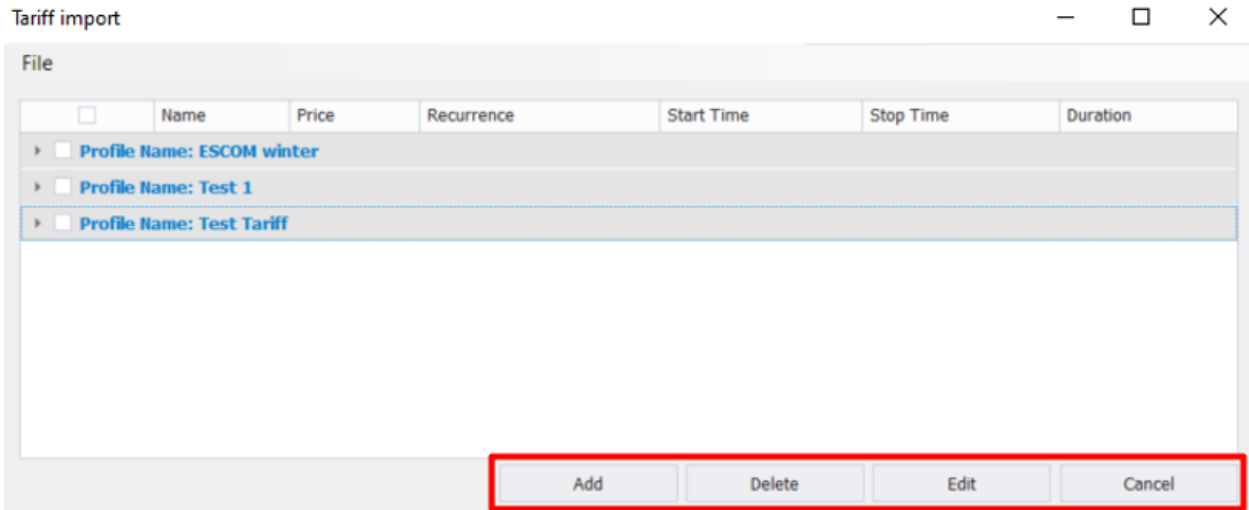 Tariff import
File
Name Price Recurrence Start Time Stop Time Duration
Profile Name: ESCOM winter
Profile Name: Test 1
Profile Name: Test Tariff
Add Delete Edit Cancel